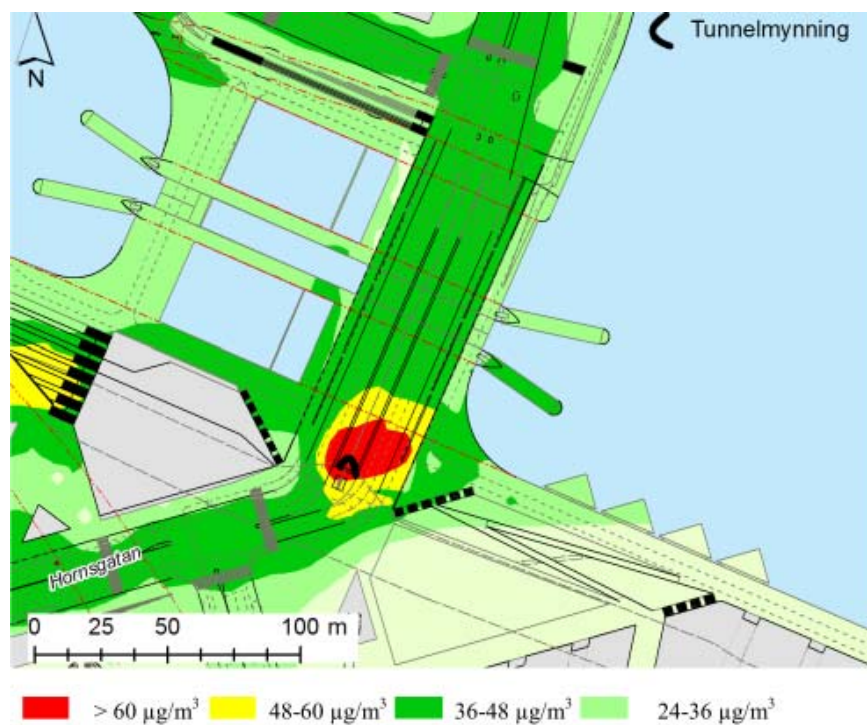 Tunnelmynning
N
Hornsgatan
0 25 50 100 m
> 60 µg/m³ 48-60 µg/m³ 36-48 µg/m³ 24-36 µg/m³